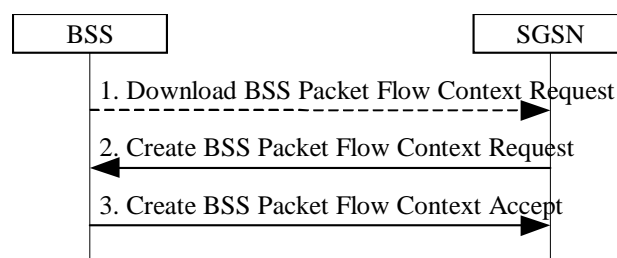 BSS
SGSN
1. Download BSS Packet Flow Context Request
2. Create BSS Packet Flow Context Request
3. Create BSS Packet Flow Context Accept